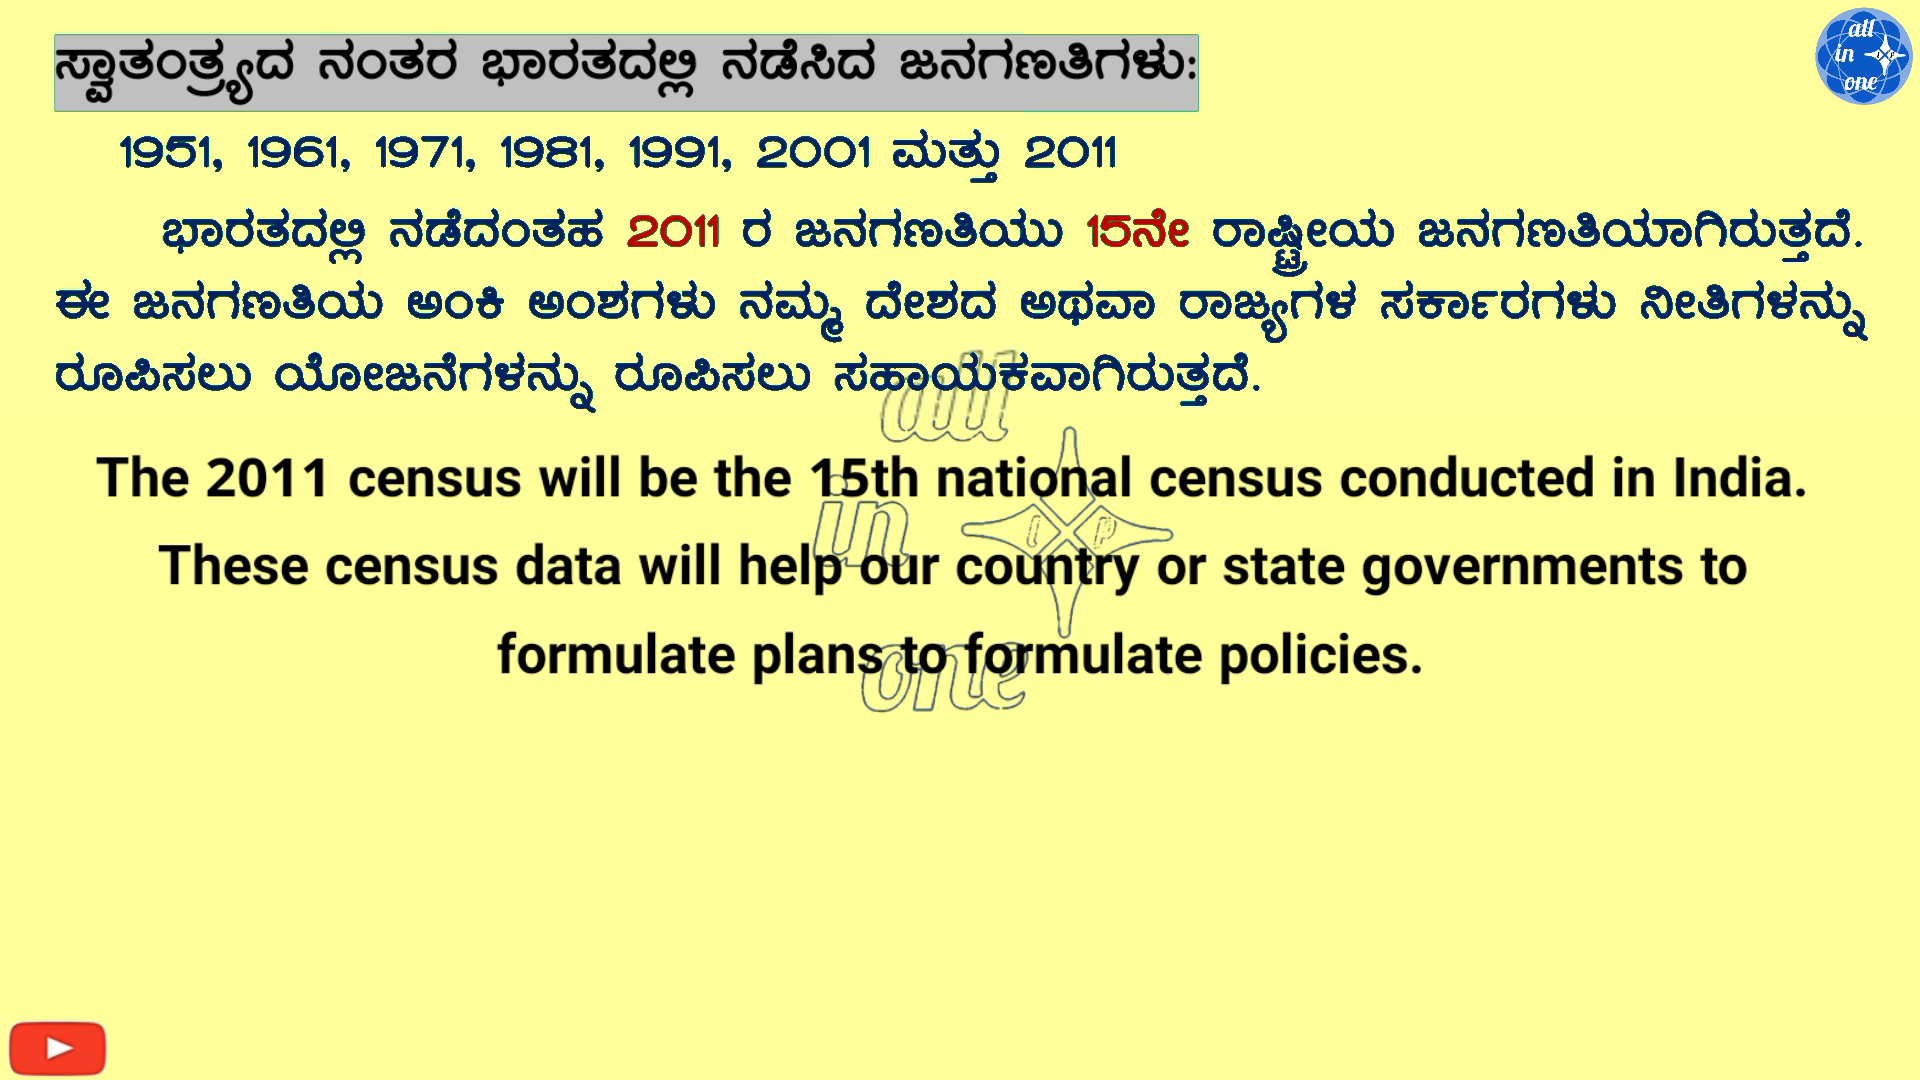 ಸ್ವಾತಂತ್ರ್ಯದ ನಂತರ ಭಾರತದಲ್ಲಿ ನಡೆಸಿದ ಜನಗಣತಿಗಳು:
all
in
I P
one
1951, 1961, 1971, 1981, 1991, 2001 ಮತ್ತು 2011
ಭಾರತದಲ್ಲಿ ನಡೆದಂತಹ 2011 ರ ಜನಗಣತಿಯು 15ನೇ ರಾಷ್ಟ್ರೀಯ ಜನಗಣತಿಯಾಗಿರುತ್ತದೆ.
ಈ ಜನಗಣತಿಯ ಅಂಕಿ ಅಂಶಗಳು ನಮ್ಮ ದೇಶದ ಅಥವಾ ರಾಜ್ಯಗಳ ಸರ್ಕಾರಗಳು ನೀತಿಗಳನ್ನು
ರೂಪಿಸಲು ಯೋಜನೆಗಳನ್ನು ರೂಪಿಸಲು ಸಹಾಯಕವಾಗಿರುತ್ತದೆ.
all
The 2011 census will be the 15th national census conducted in India.
in
I P
These census data will help our country or state governments to
formulate plans to formulate policies.
one